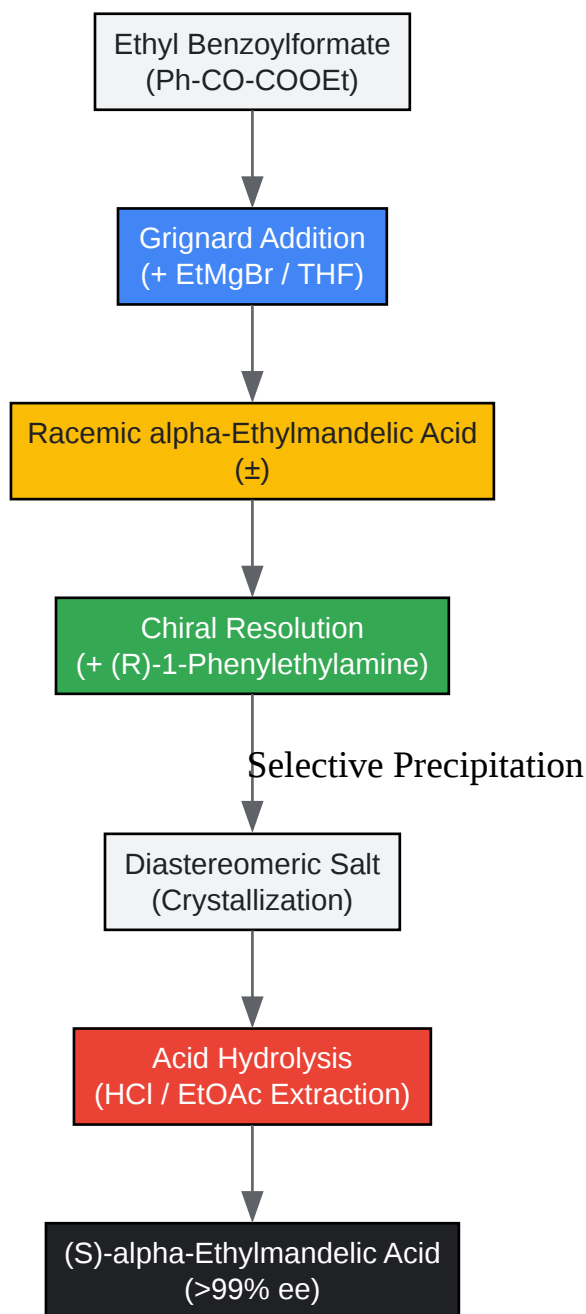 Ethyl Benzoylformate
(Ph-CO-COOEt)
Grignard Addition
(+ EtMgBr / THF)
Racemic alpha-Ethylmandelic Acid
(±)
Chiral Resolution
(+ (R)-1-Phenylethylamine)
Selective Precipitation
Diastereomeric Salt
(Crystallization)
Acid Hydrolysis
(HCl / EtOAc Extraction)
(S)-alpha-Ethylmandelic Acid
(>99% ee)